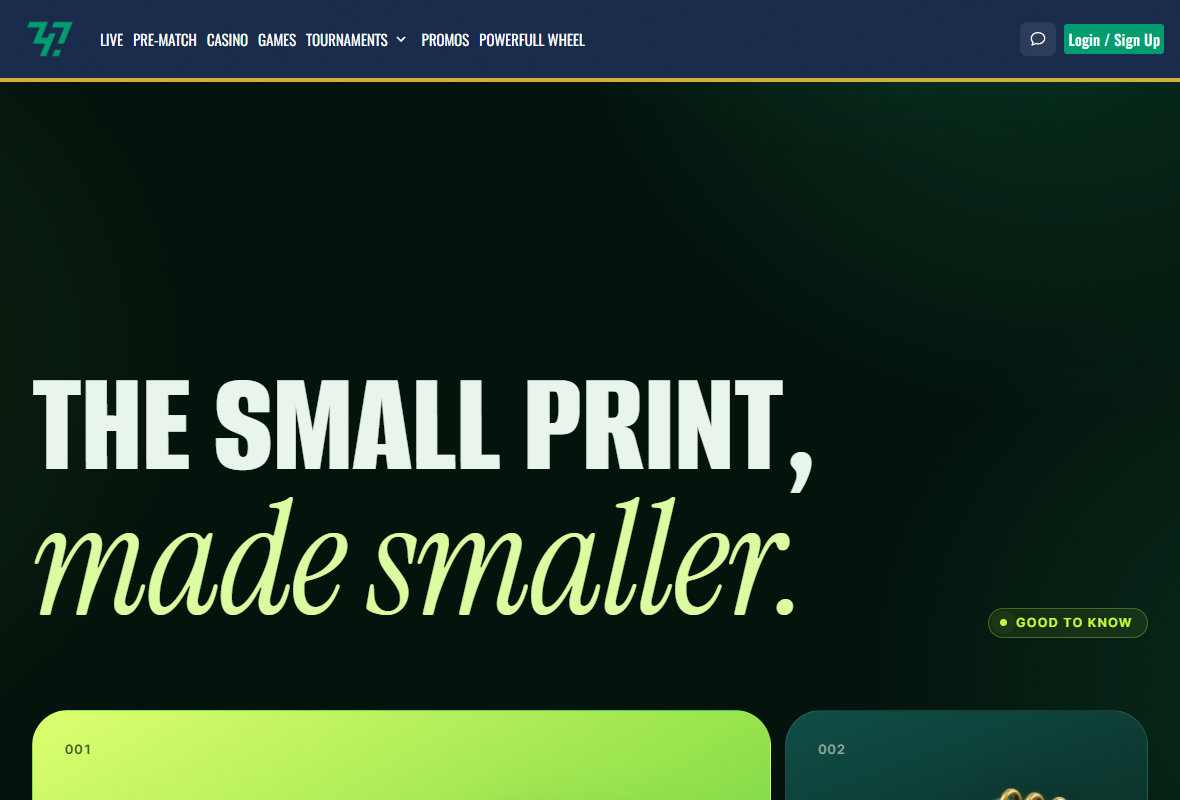 LIVE PRE-MATCH CASINO GAMES TOURNAMENTS PROMOS POWERFULL WHEEL Login / Sign Up
THE SMALL PRINT,
made smaller.
GOOD TO KNOW
001 002